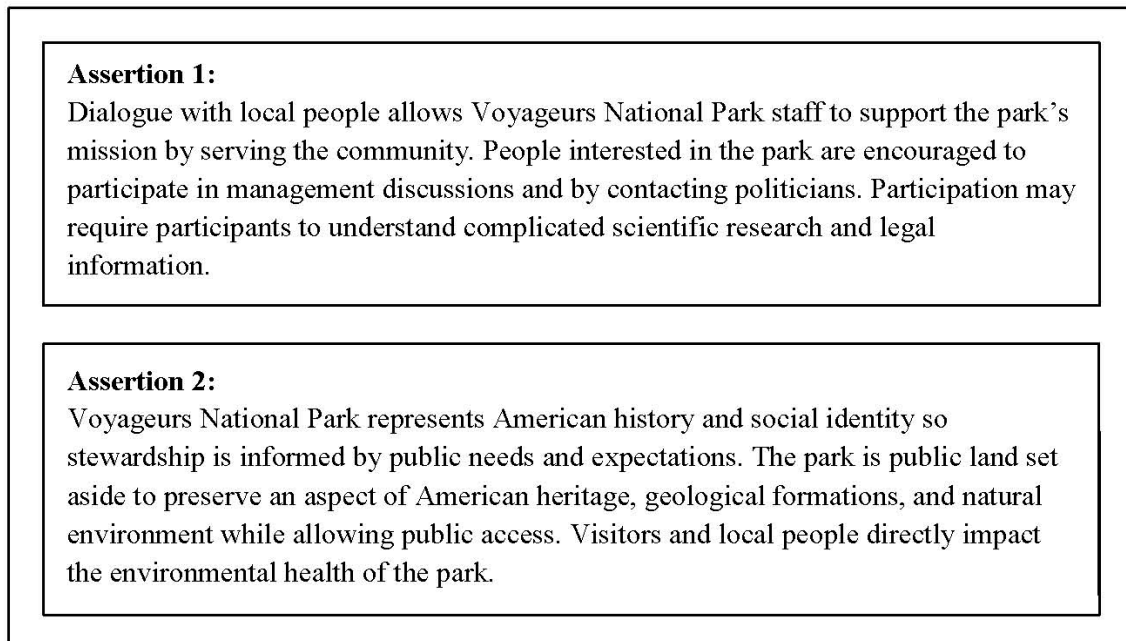 Assertion 1:
Dialogue with local people allows Voyageurs National Park staff to support the park’s
mission by serving the community. People interested in the park are encouraged to
participate in management discussions and by contacting politicians. Participation may
require participants to understand complicated scientific research and legal
information.
Assertion 2:
Voyageurs National Park represents American history and social identity so
stewardship is informed by public needs and expectations. The park is public land set
aside to preserve an aspect of American heritage, geological formations, and natural
environment while allowing public access. Visitors and local people directly impact
the environmental health of the park.